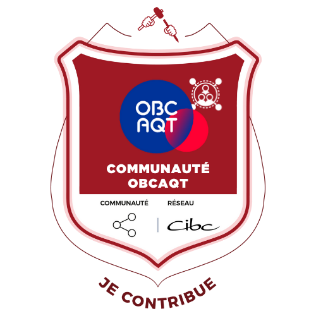 OBC
AQT
COMMUNAUTÉ
OBCAQT
COMMUNAUTÉ RÉSEAU
cibc
JE CONTRIBUE